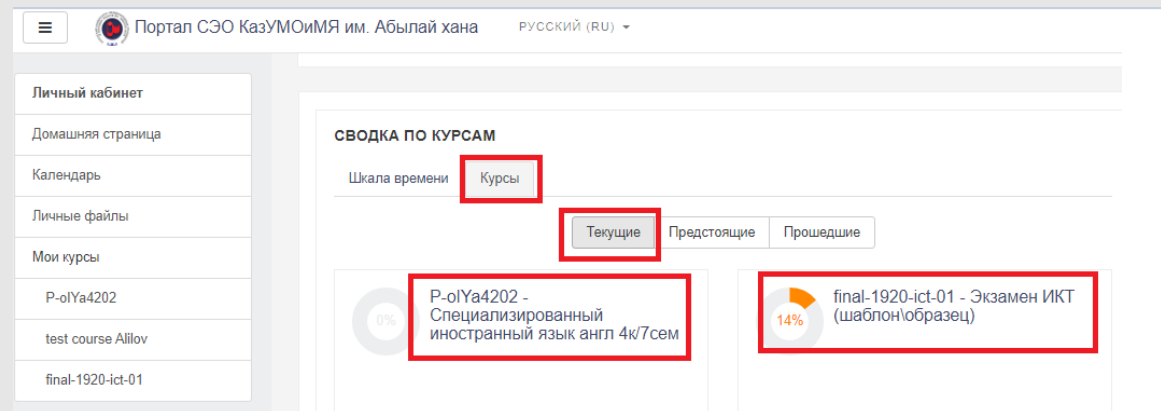 Портал СЭО КазУМОиМЯ им. Абылай хана
РУССКИЙ (RU)
Личный кабинет
Домашняя страница
Календарь
Личные файлы
Мои курсы
P-oIYa4202
test course Alilov
final-1920-ict-01
СВОДКА ПО КУРСАМ
Шкала времени
Курсы
Текущие
Предстоящие
Прошедшие
0%
P-oIYa4202 -
Специализированный
иностранный язык англ 4к/7сем
14%
final-1920-ict-01 - Экзамен ИКТ
(шаблон\образец)